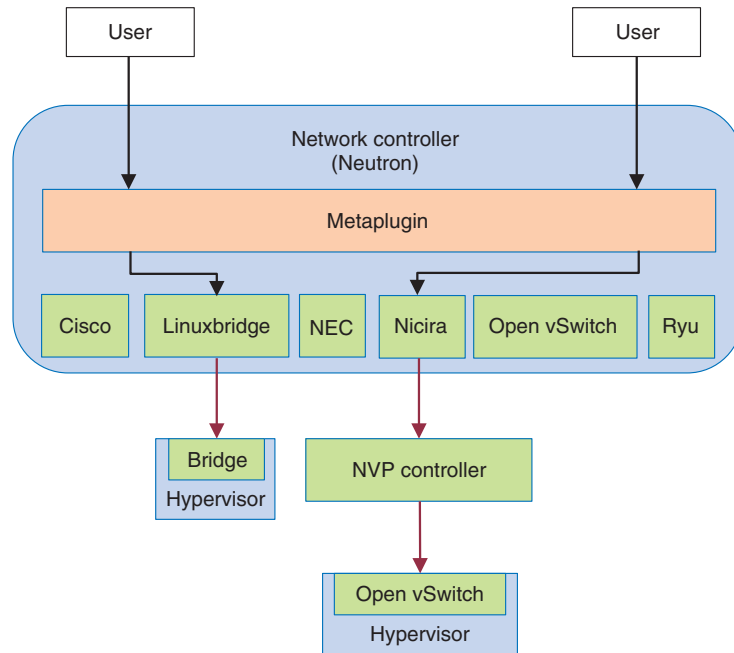 User
User
Network controller
(Neutron)
Metaplugin
Cisco
Linuxbridge
NEC
Nicira
Open vSwitch
Ryu
Bridge
Hypervisor
NVP controller
Open vSwitch
Hypervisor